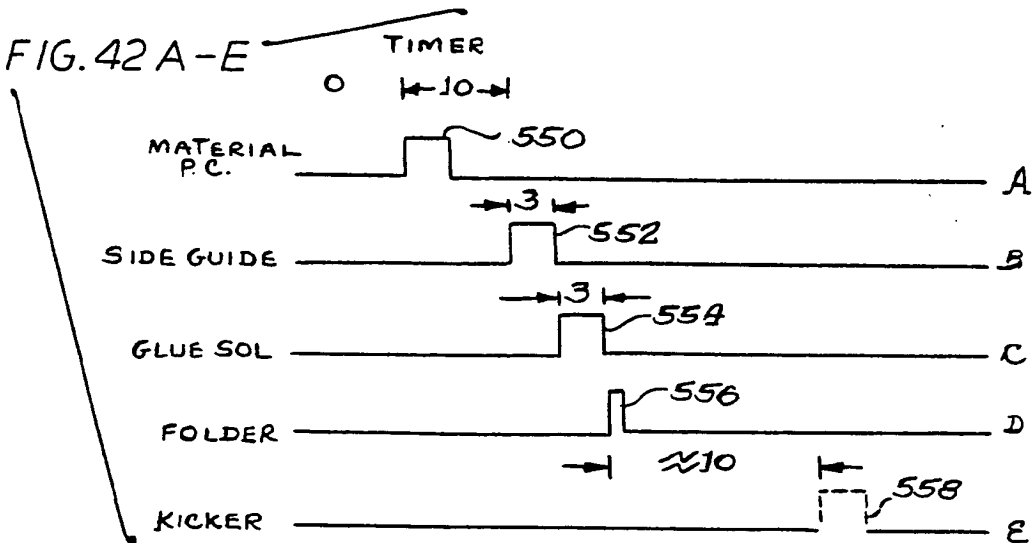 FIG. 42 A-E
TIMER
0 10
MATERIAL P.C. 550 A
3
SIDE GUIDE 552 B
3
GLUE SOL 554 C
FOLDER 556 D
≈10
KICKER 558 E